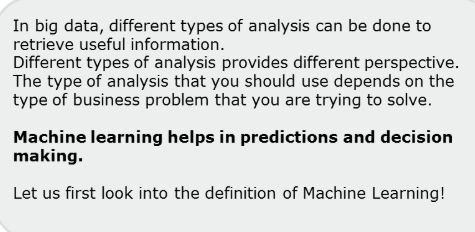 In big data, different types of analysis can be done to
retrieve useful information.
Different types of analysis provides different perspective.
The type of analysis that you should use depends on the
type of business problem that you are trying to solve.
Machine learning helps in predictions and decision
making.
Let us first look into the definition of Machine Learning!